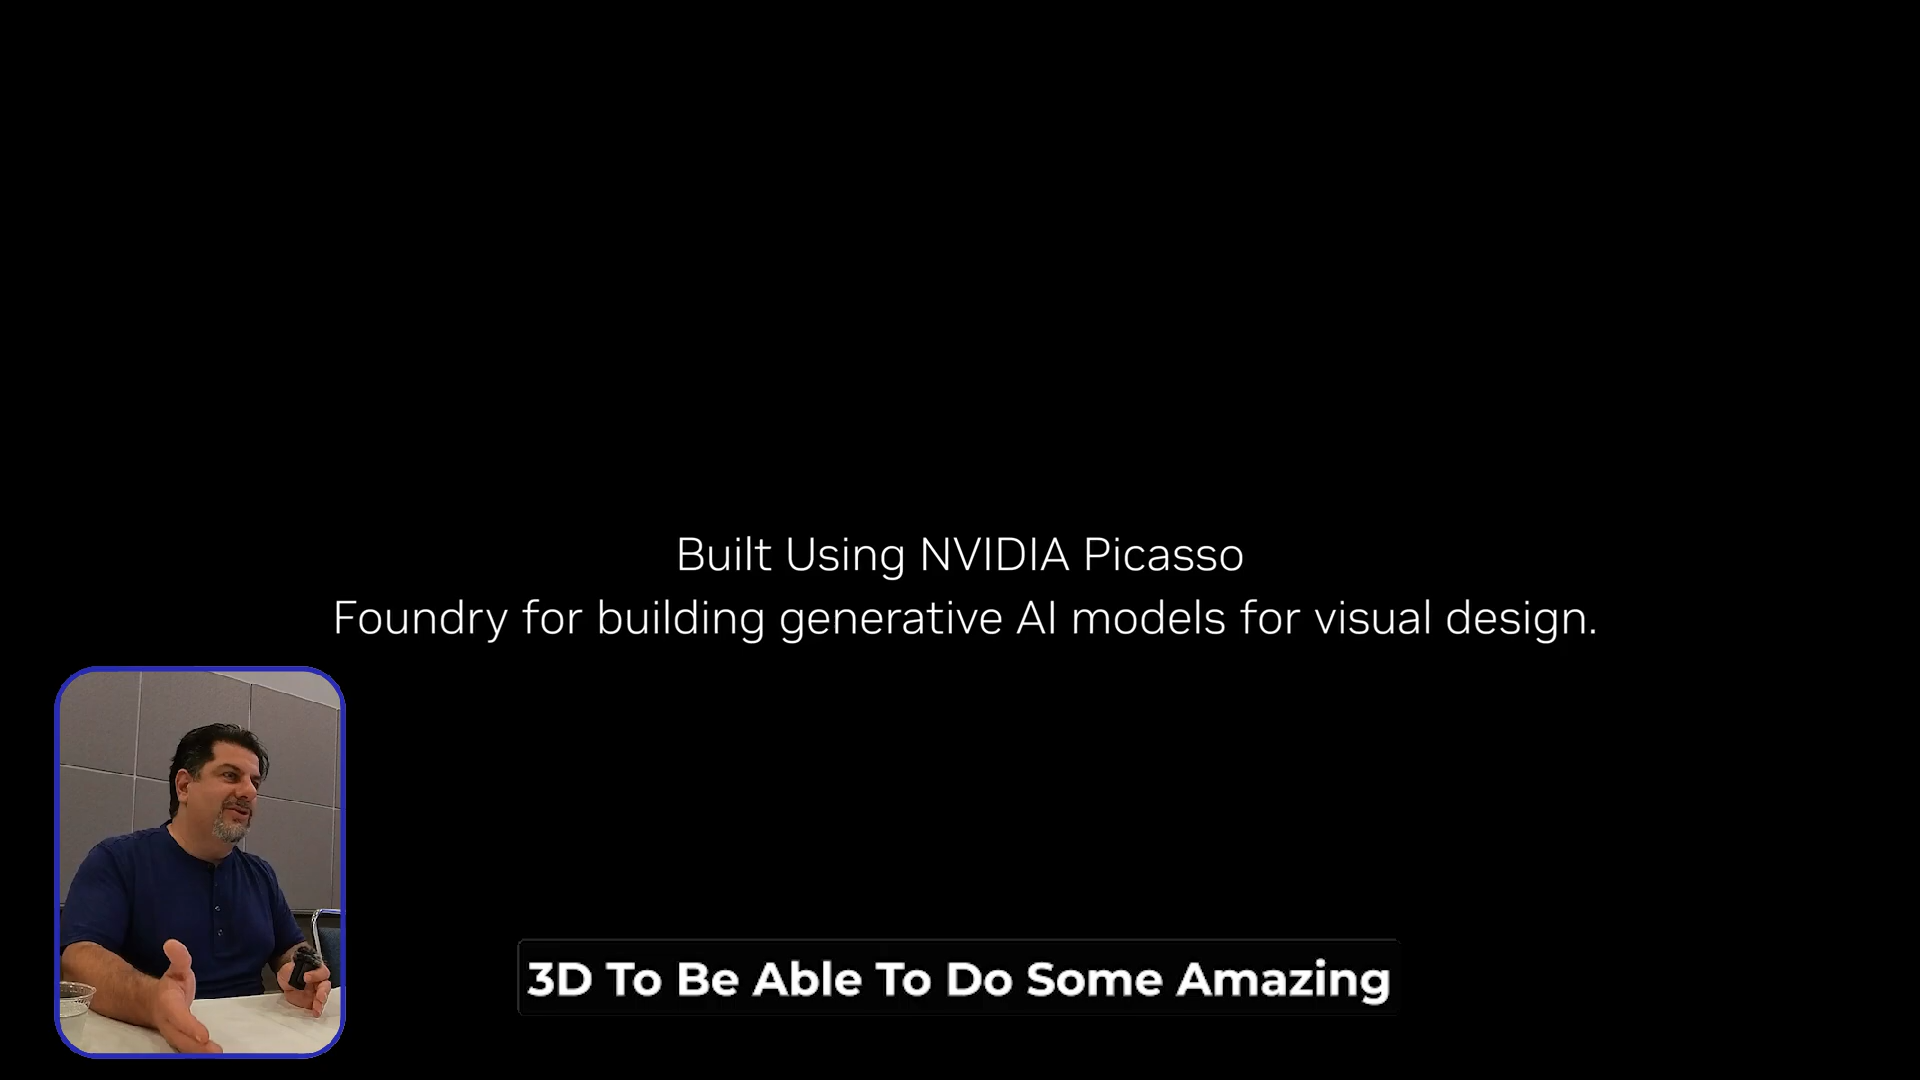 Built Using NVIDIA Picasso
Foundry for building generative AI models for visual design.
3D To Be Able To Do Some Amazing